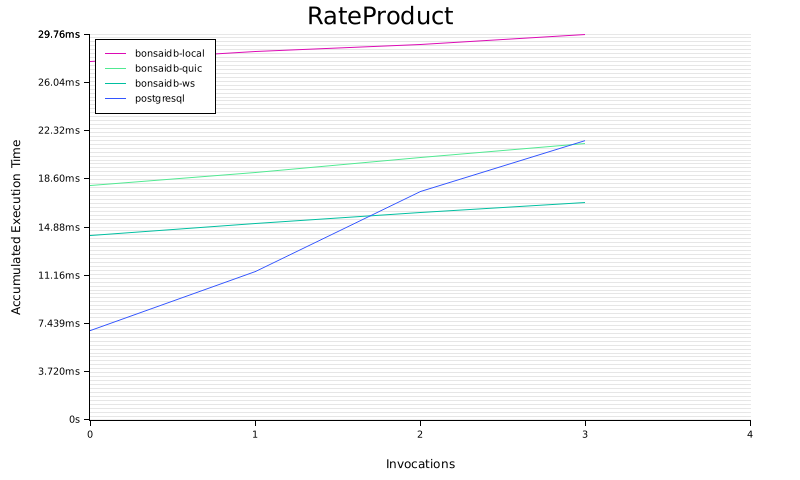 RateProduct
29.76ms
26.04ms
22.32ms
18.60ms
14.88ms
11.16ms
7.439ms
3.720ms
0s
Accumulated Execution Time
bonsaidb-local
bonsaidb-quic
bonsaidb-ws
postgresql
0 1 2 3 4
Invocations